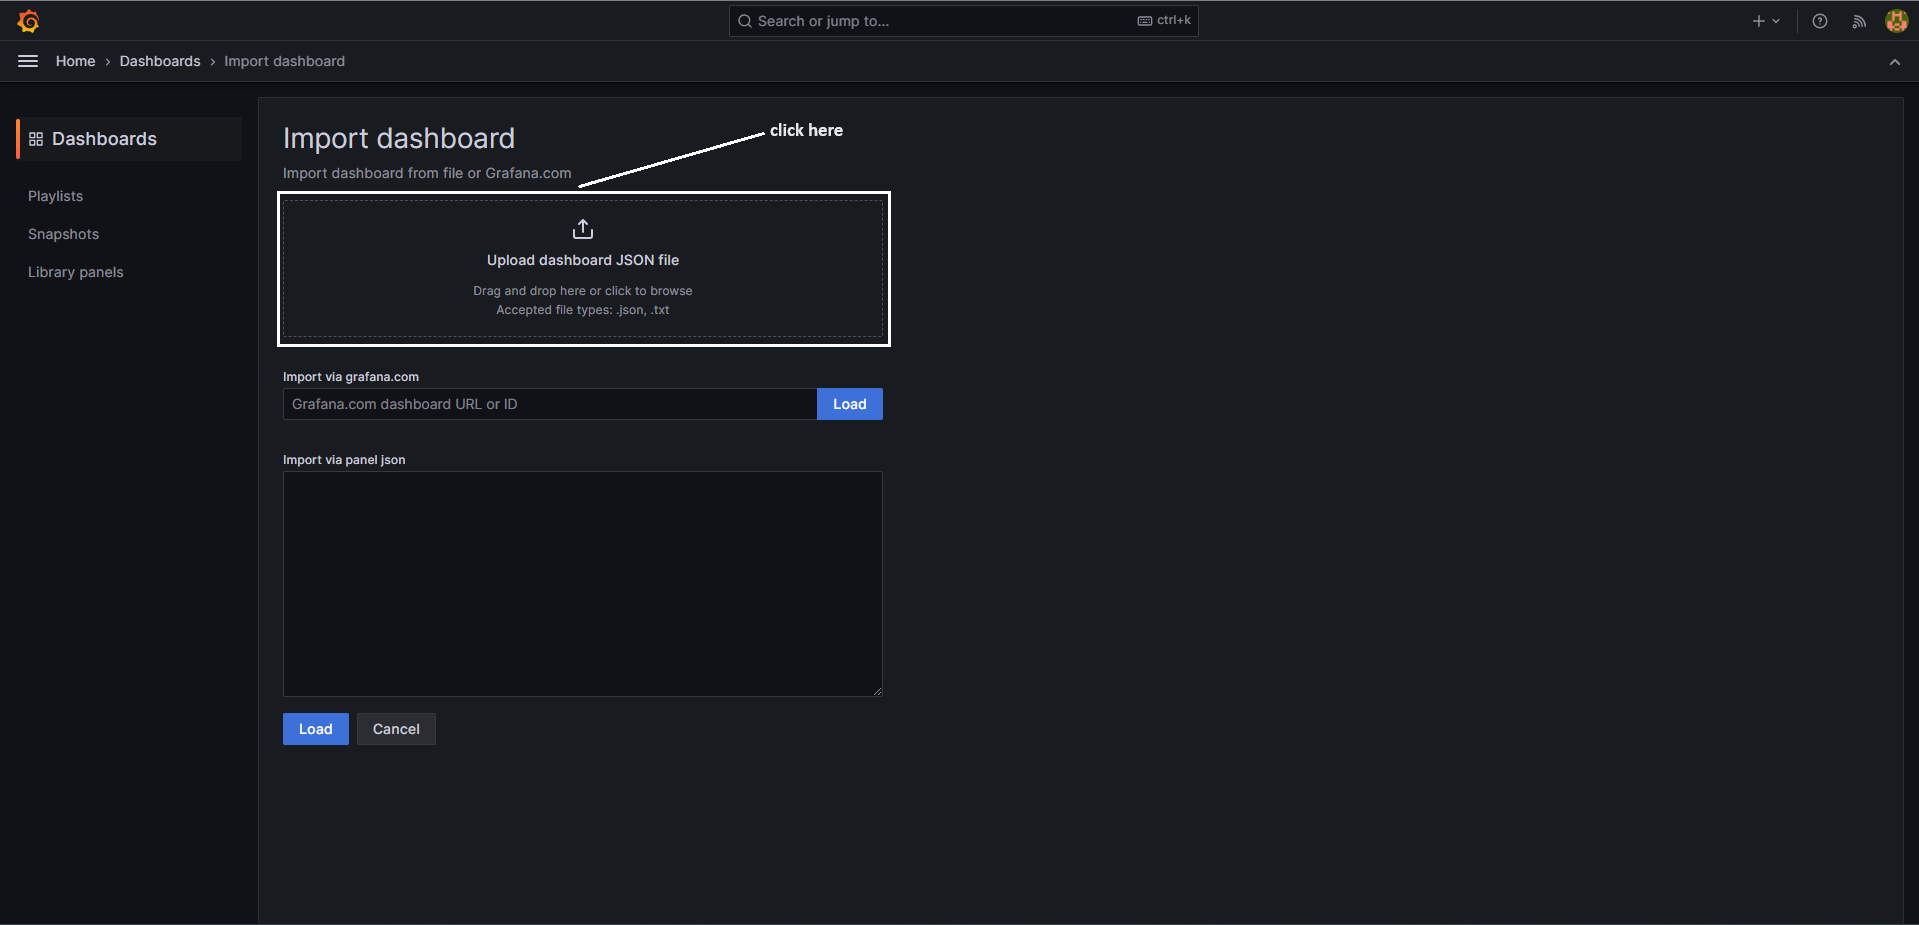 Search or jump to...
ctrl+k
Home › Dashboards › Import dashboard
Dashboards
Playlists
Snapshots
Library panels
Import dashboard
click here
Import dashboard from file or Grafana.com
Upload dashboard JSON file
Drag and drop here or click to browse
Accepted file types: .json, .txt
Import via grafana.com
Grafana.com dashboard URL or ID
Load
Import via panel json
Load
Cancel